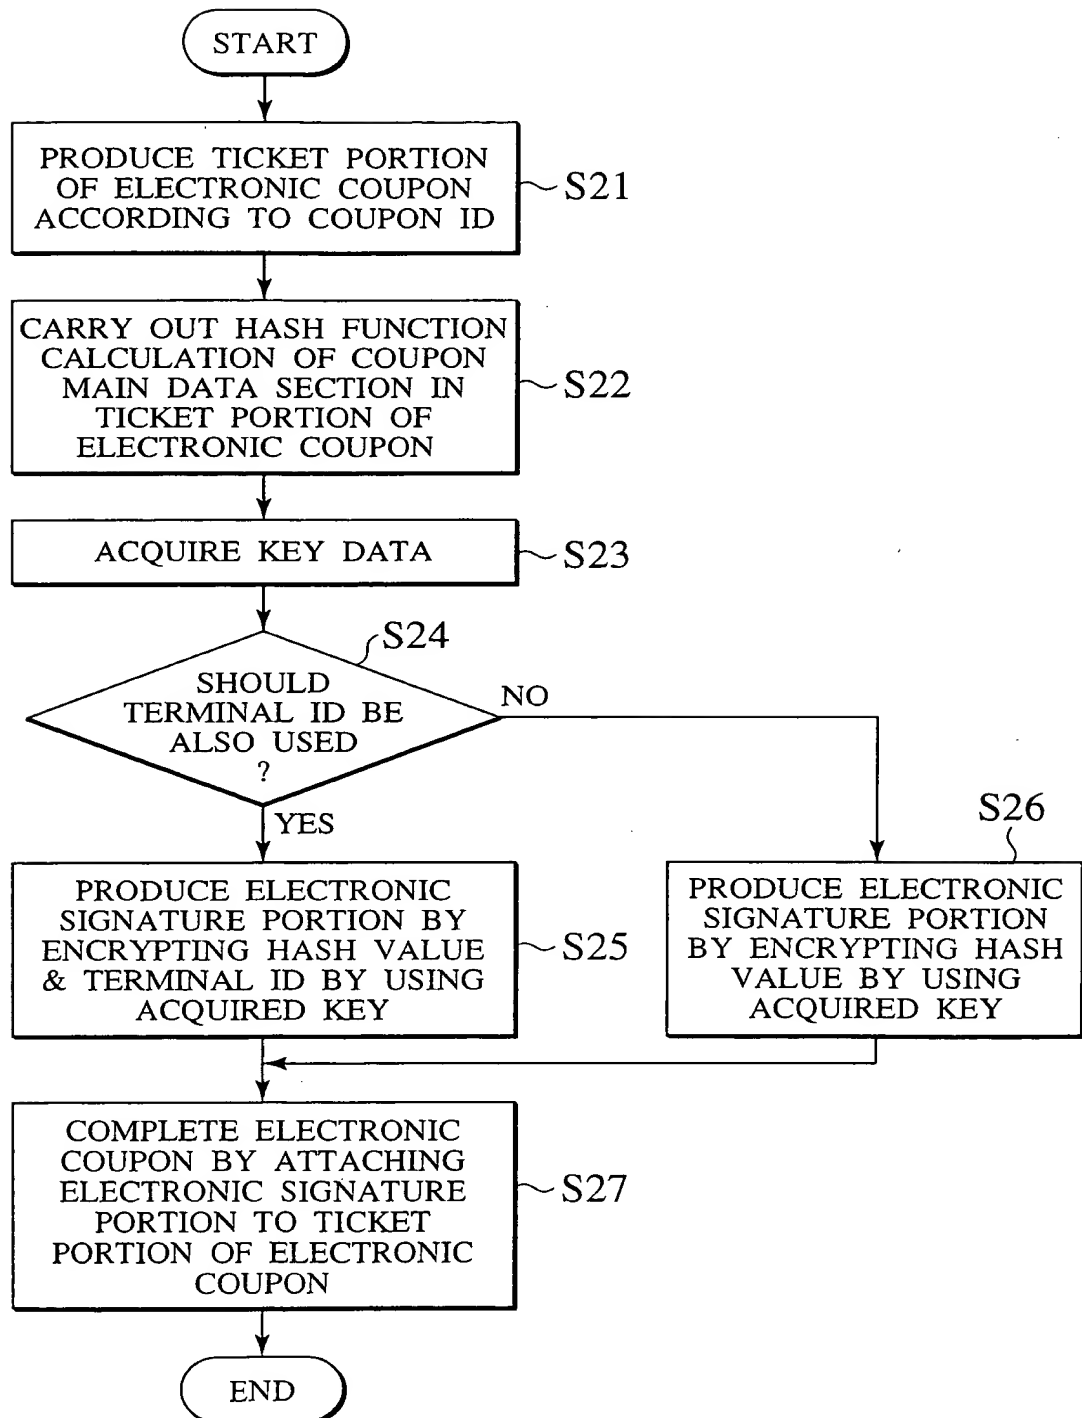 START
PRODUCE TICKET PORTION
OF ELECTRONIC COUPON
ACCORDING TO COUPON ID
S21
CARRY OUT HASH FUNCTION
CALCULATION OF COUPON
MAIN DATA SECTION IN
TICKET PORTION OF
ELECTRONIC COUPON
S22
ACQUIRE KEY DATA
S23
S24
SHOULD
TERMINAL ID BE
ALSO USED
?
NO
YES
PRODUCE ELECTRONIC
SIGNATURE PORTION BY
ENCRYPTING HASH VALUE
& TERMINAL ID BY USING
ACQUIRED KEY
S25
S26
PRODUCE ELECTRONIC
SIGNATURE PORTION
BY ENCRYPTING HASH
VALUE BY USING
ACQUIRED KEY
COMPLETE ELECTRONIC
COUPON BY ATTACHING
ELECTRONIC SIGNATURE
PORTION TO TICKET
PORTION OF ELECTRONIC
COUPON
S27
END